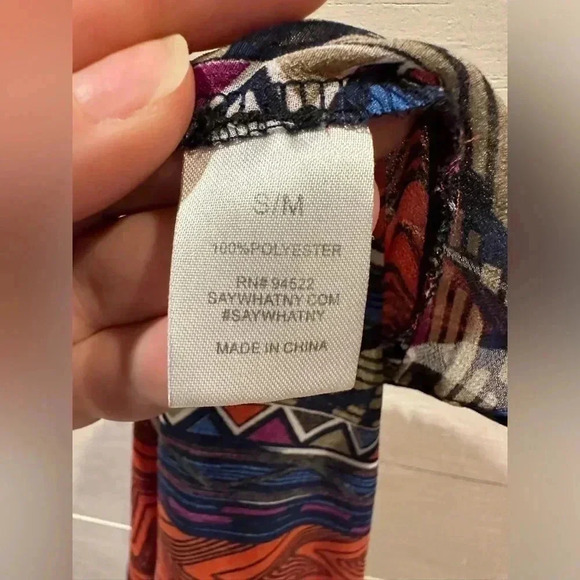 S/M
100%POLYESTER
RN# 94522
SAYWHATNY.COM
#SAYWHATNY
MADE IN CHINA